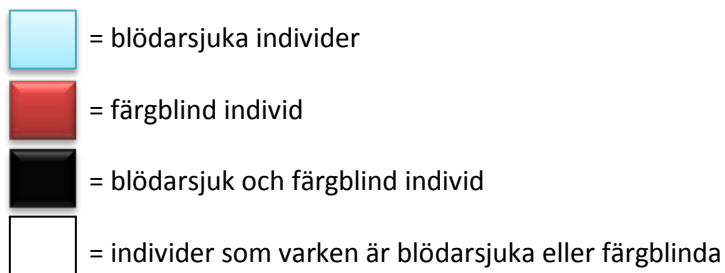 = blödarsjuka individer
= färgblind individ
= blödarsjuk och färgblind individ
= individer som varken är blödarsjuka eller färgblinda